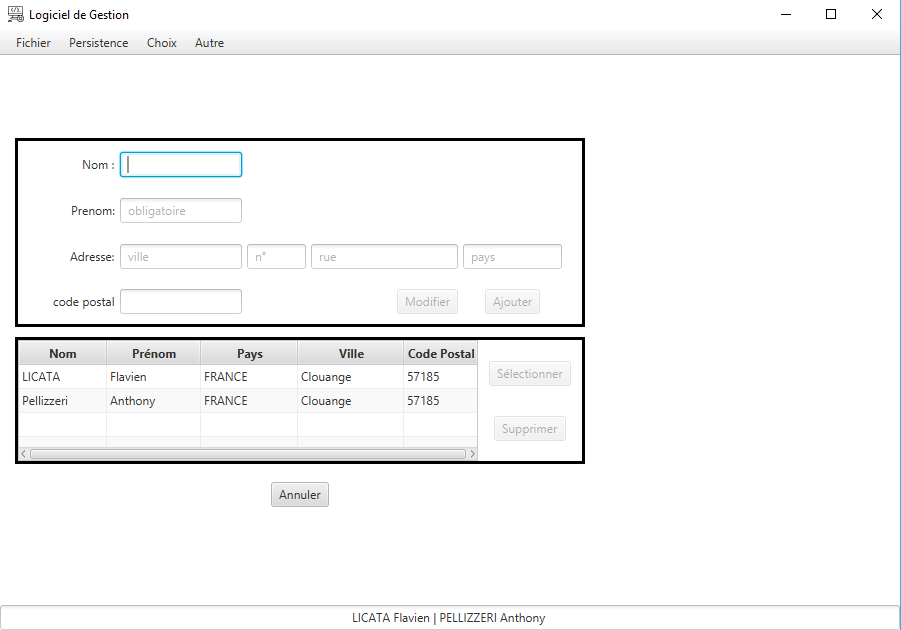 Logiciel de Gestion
Fichier Persistence Choix Autre
Nom :
Prenom: obligatoire
Adresse: ville n° rue pays
code postal Modifier Ajouter
Nom Prénom Pays Ville Code Postal
LICATA Flavien FRANCE Clouange 57185
Sélectionner
Pellizzeri Anthony FRANCE Clouange 57185
Supprimer
Annuler
LICATA Flavien | PELLIZZERI Anthony